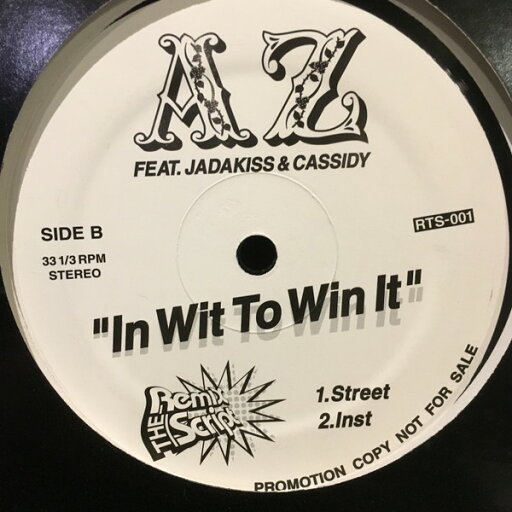 AZ
FEAT. JADAKISS & CASSIDY
SIDE B
33 1/3 RPM
STEREO
RTS-001
"In Wit To Win It"
THE
Remix
Script
1.Street
2.Inst
PROMOTION COPY NOT FOR SALE